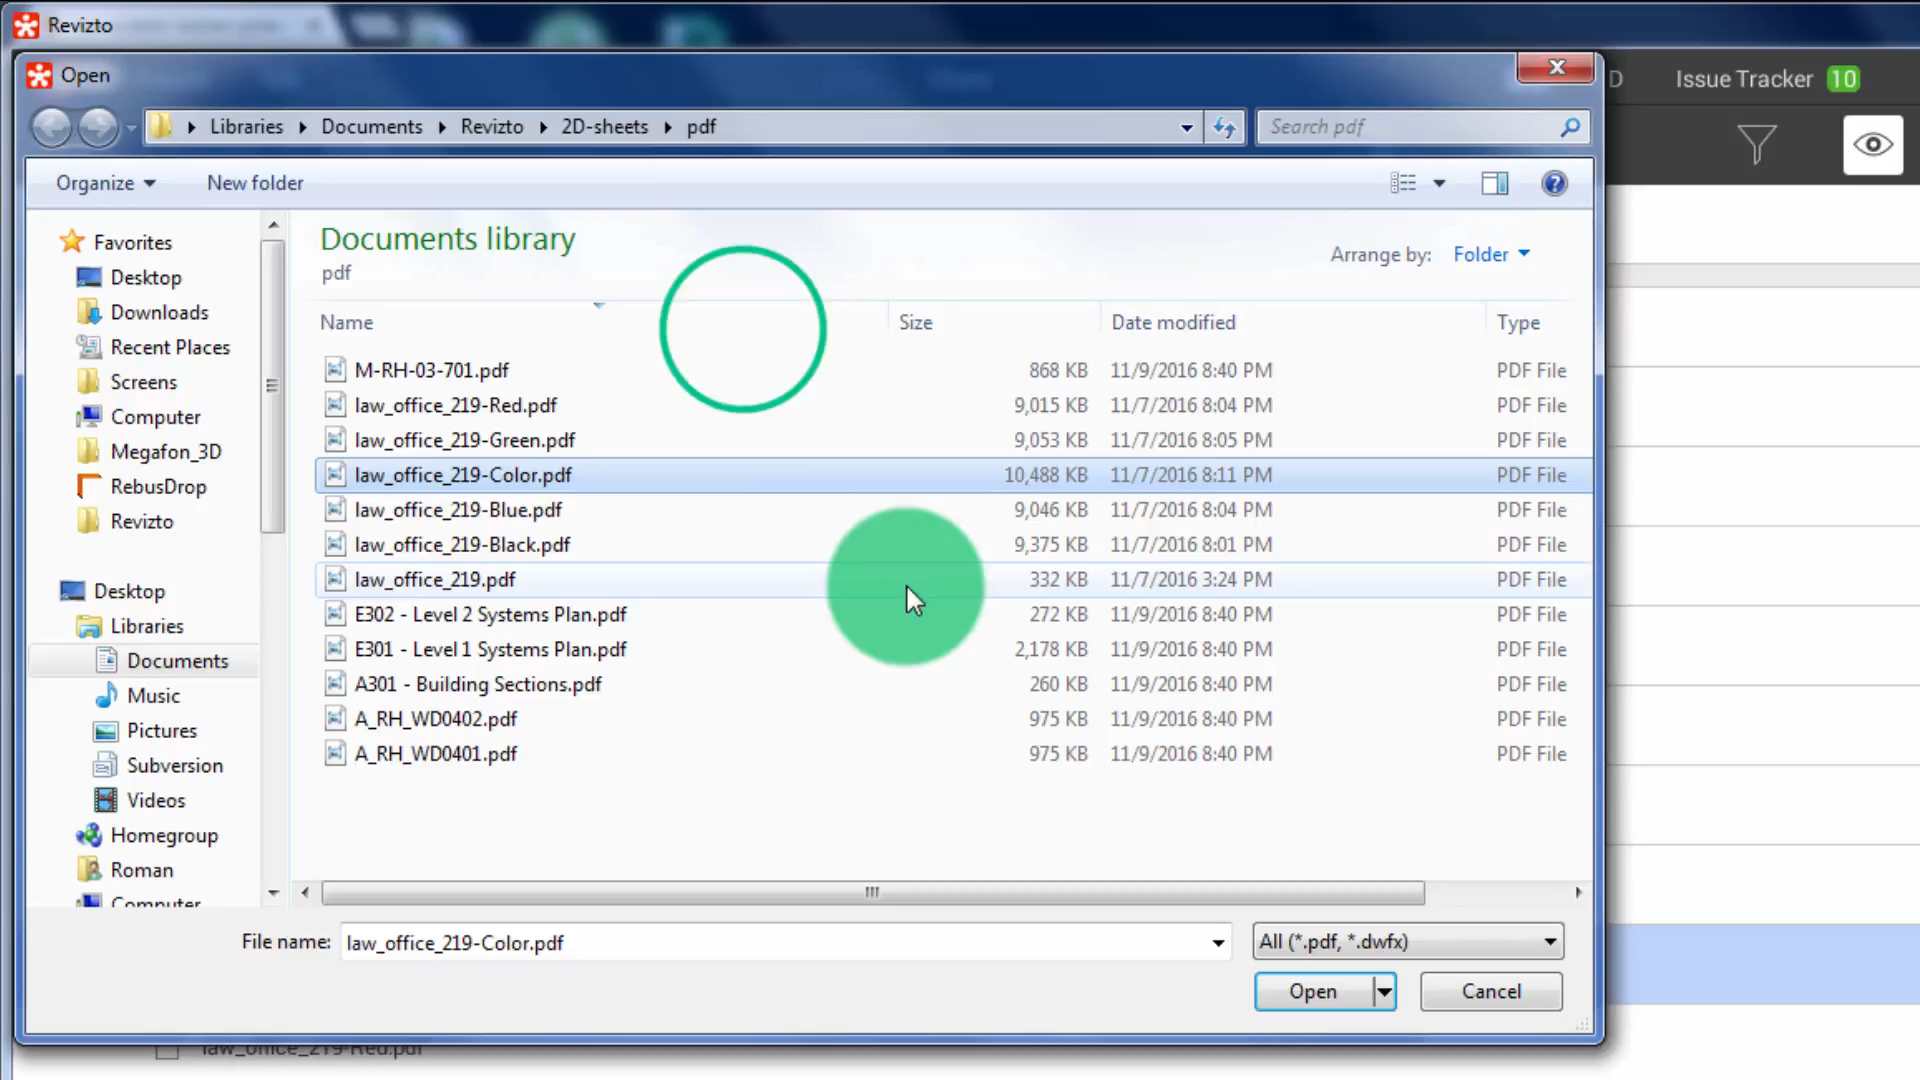 Revizto
Open
D
Issue Tracker 10
Libraries Documents Revizto 2D-sheets pdf
Search pdf
Organize
New folder
Documents library
pdf
Arrange by: Folder
Favorites
Desktop
Downloads
Recent Places
Screens
Computer
Megafon_3D
RebusDrop
Revizto
Desktop
Libraries
Documents
Music
Pictures
Subversion
Videos
Homegroup
Roman
Computer
Name Size Date modified Type
M-RH-03-701.pdf 868 KB 11/9/2016 8:40 PM PDF File
law_office_219-Red.pdf 9,015 KB 11/7/2016 8:04 PM PDF File
law_office_219-Green.pdf 9,053 KB 11/7/2016 8:05 PM PDF File
law_office_219-Color.pdf 10,488 KB 11/7/2016 8:11 PM PDF File
law_office_219-Blue.pdf 9,046 KB 11/7/2016 8:04 PM PDF File
law_office_219-Black.pdf 9,375 KB 11/7/2016 8:01 PM PDF File
law_office_219.pdf 332 KB 11/7/2016 3:24 PM PDF File
E302 - Level 2 Systems Plan.pdf 272 KB 11/9/2016 8:40 PM PDF File
E301 - Level 1 Systems Plan.pdf 2,178 KB 11/9/2016 8:40 PM PDF File
A301 - Building Sections.pdf 260 KB 11/9/2016 8:40 PM PDF File
A_RH_WD0402.pdf 975 KB 11/9/2016 8:40 PM PDF File
A_RH_WD0401.pdf 975 KB 11/9/2016 8:40 PM PDF File
File name: law_office_219-Color.pdf
All (*.pdf, *.dwfx)
Open
Cancel
law_office_219-Red.pdf